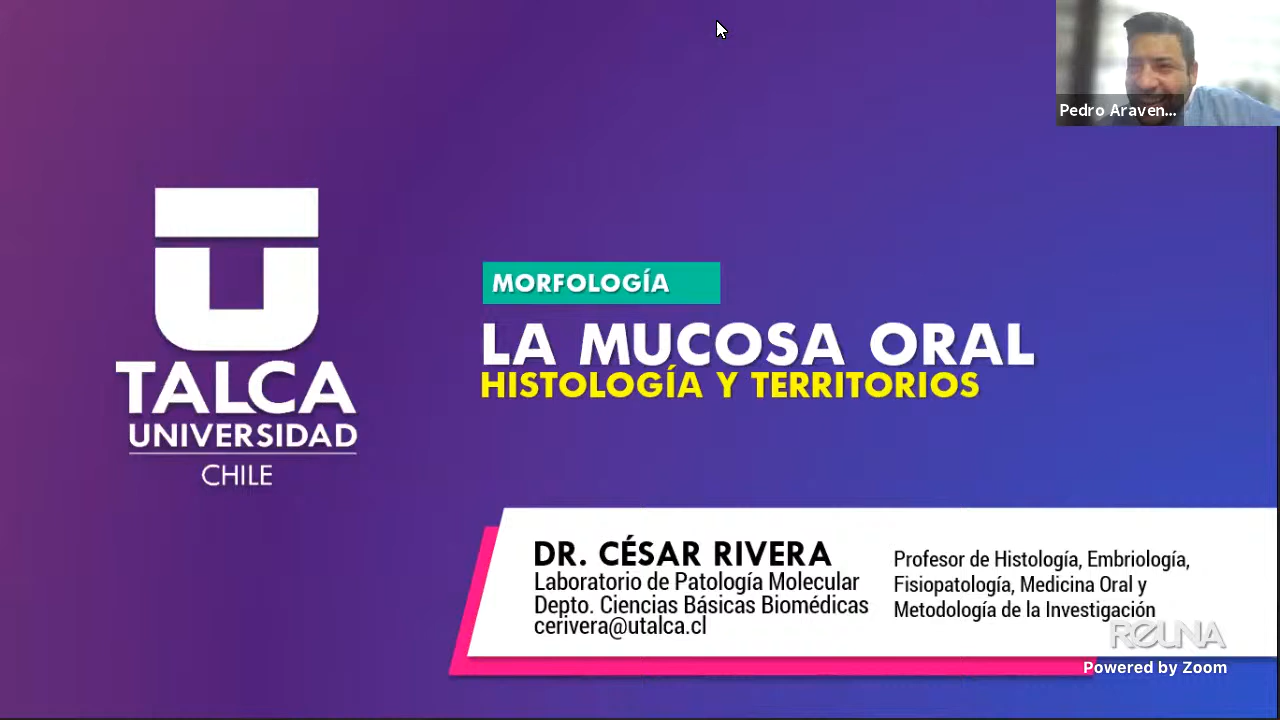 Pedro Araven...
TALCA
UNIVERSIDAD
CHILE
MORFOLOGÍA
LA MUCOSA ORAL
HISTOLOGÍA Y TERRITORIOS
DR. CÉSAR RIVERA
Laboratorio de Patología Molecular
Depto. Ciencias Básicas Biomédicas
cerivera@utalca.cl
Profesor de Histología, Embriología,
Fisiopatología, Medicina Oral y
Metodología de la Investigación
REUNA
Powered by Zoom